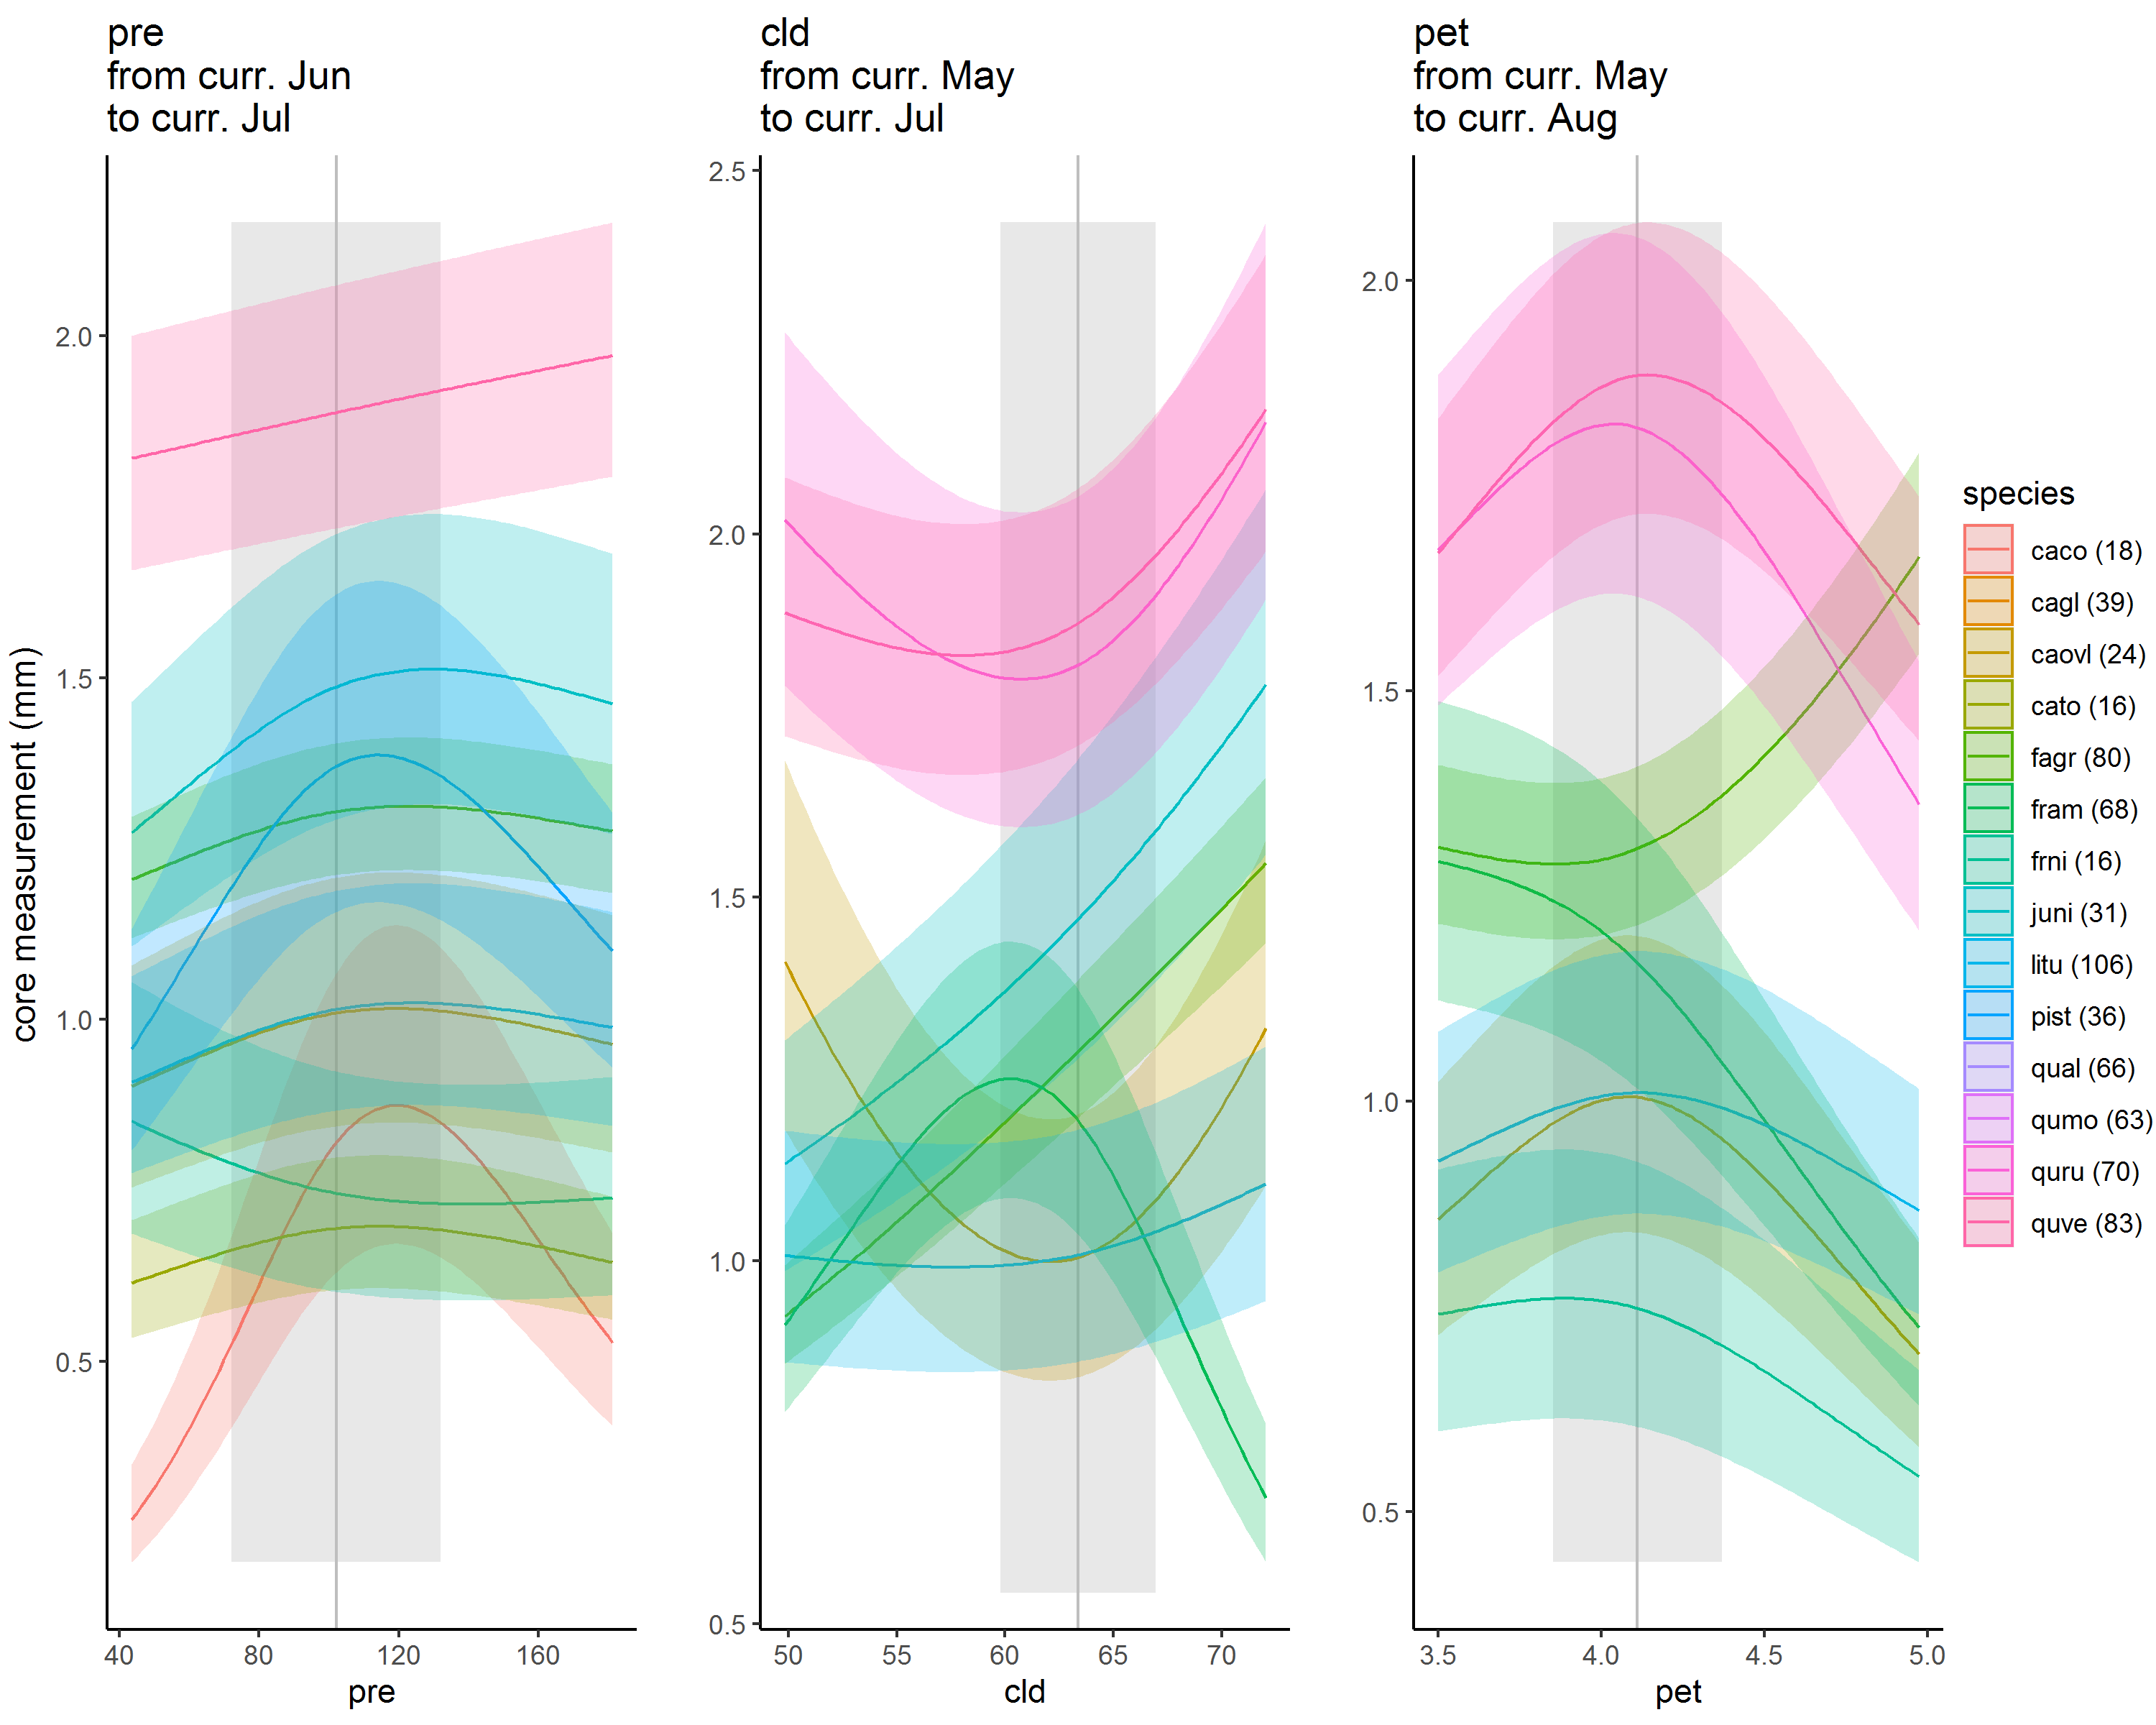 pre
from curr. Jun
to curr. Jul
cld
from curr. May
to curr. Jul
pet
from curr. May
to curr. Aug
core measurement (mm)
2.0
1.5
1.0
0.5
40
80
120
160
pre
2.5
2.0
1.5
1.0
0.5
50
55
60
65
70
cld
2.0
1.5
1.0
0.5
3.5
4.0
4.5
5.0
pet
species
caco (18)
cagl (39)
caovl (24)
cato (16)
fagr (80)
fram (68)
frni (16)
juni (31)
litu (106)
pist (36)
qual (66)
qumo (63)
quru (70)
quve (83)